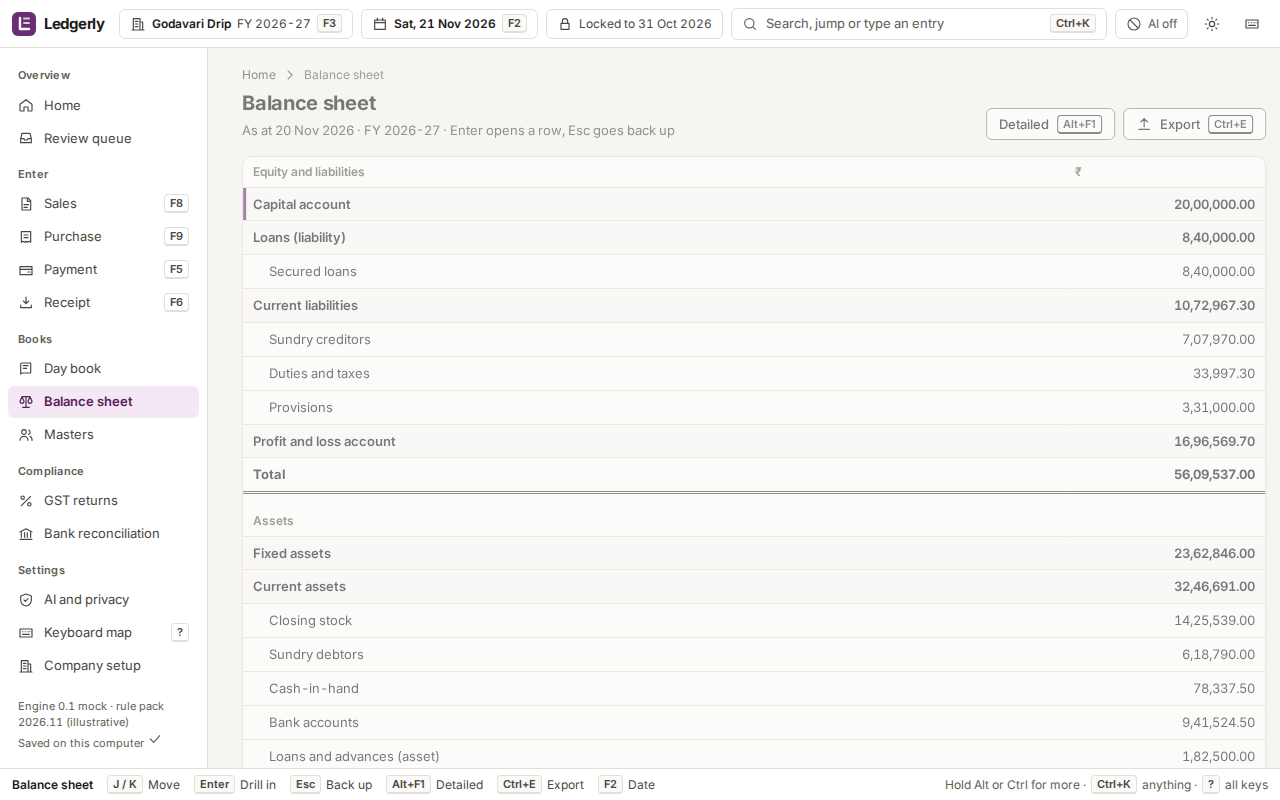 Ledgerly
Godavari Drip FY 2026-27 F3
Sat, 21 Nov 2026 F2
Locked to 31 Oct 2026
Search, jump or type an entry Ctrl+K
AI off
Overview
Home
Review queue
Enter
Sales F8
Purchase F9
Payment F5
Receipt F6
Books
Day book
Balance sheet
Masters
Compliance
GST returns
Bank reconciliation
Settings
AI and privacy
Keyboard map ?
Company setup
Engine 0.1 mock · rule pack
2026.11 (illustrative)
Saved on this computer
Home Balance sheet
Balance sheet
As at 20 Nov 2026 · FY 2026-27 · Enter opens a row, Esc goes back up
Detailed Alt+F1
Export Ctrl+E
Equity and liabilities ₹
Capital account 20,00,000.00
Loans (liability) 8,40,000.00
Secured loans 8,40,000.00
Current liabilities 10,72,967.30
Sundry creditors 7,07,970.00
Duties and taxes 33,997.30
Provisions 3,31,000.00
Profit and loss account 16,96,569.70
Total 56,09,537.00
Assets
Fixed assets 23,62,846.00
Current assets 32,46,691.00
Closing stock 14,25,539.00
Sundry debtors 6,18,790.00
Cash-in-hand 78,337.50
Bank accounts 9,41,524.50
Loans and advances (asset) 1,82,500.00
Balance sheet J / K Move Enter Drill in Esc Back up Alt+F1 Detailed Ctrl+E Export F2 Date
Hold Alt or Ctrl for more · Ctrl+K anything · ? all keys